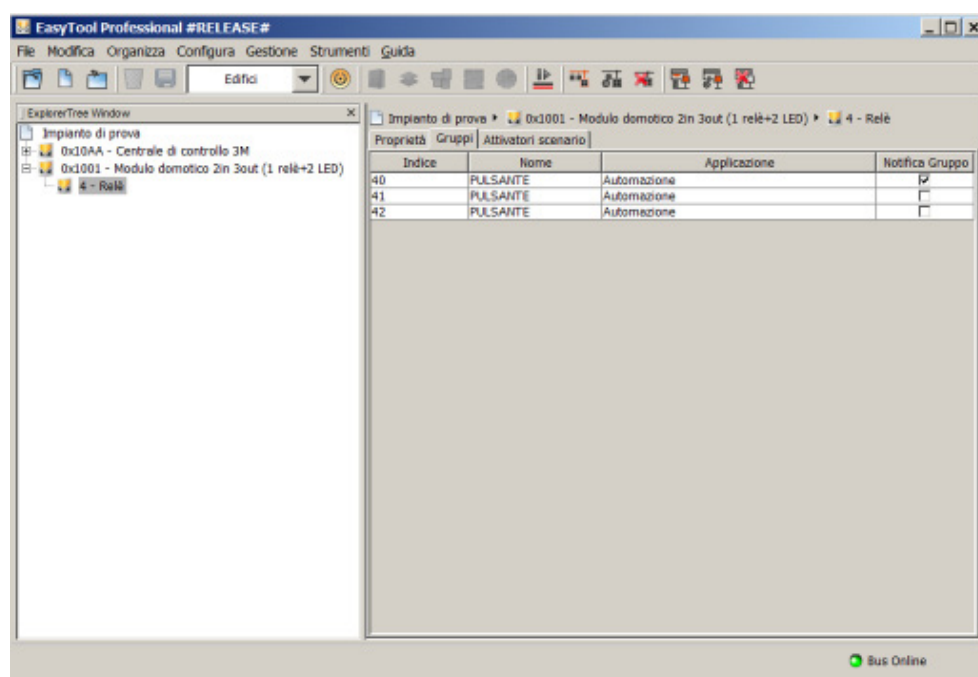 EasyTool Professional #RELEASE#
File Modifica Organizza Configura Gestione Strumenti Guida
Edifici
ExplorerTree Window
Impianto di prova
0x10AA - Centrale di controllo 3M
0x1001 - Modulo domotico 2in 3out (1 relè+2 LED)
4 - Relè
Impianto di prova 0x1001 - Modulo domotico 2in 3out (1 relè+2 LED) 4 - Relè
Proprietà Gruppi Attivatori scenario
Indice Nome Applicazione Notifica Gruppo
40 PULSANTE Automazione
41 PULSANTE Automazione
42 PULSANTE Automazione
Bus Online